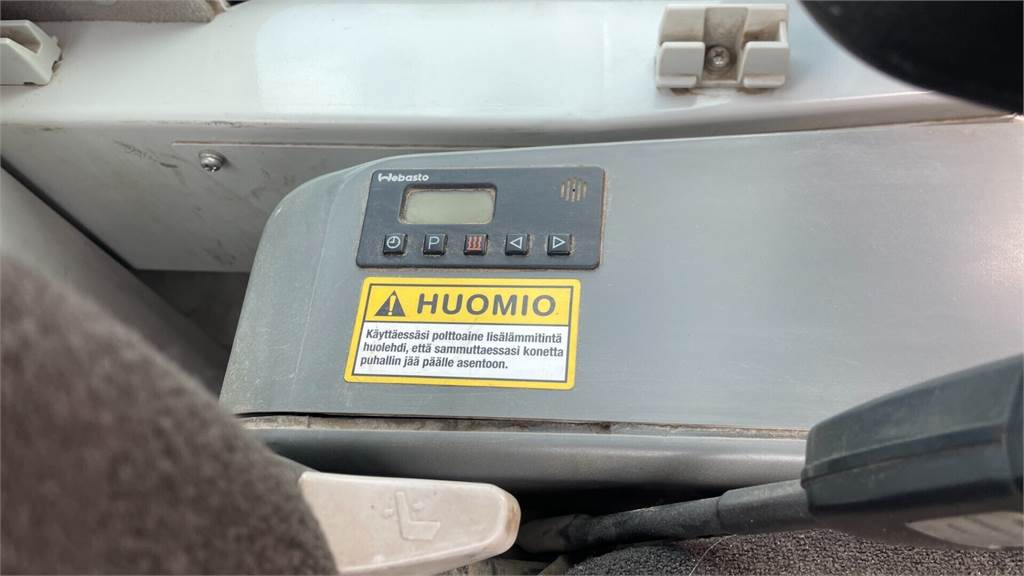 Webasto
P
HUOMIO
Käyttäessäsi polttoaine lisälämmitintä
huolehdi, että sammuttaessasi konetta
puhallin jää päälle asentoon.